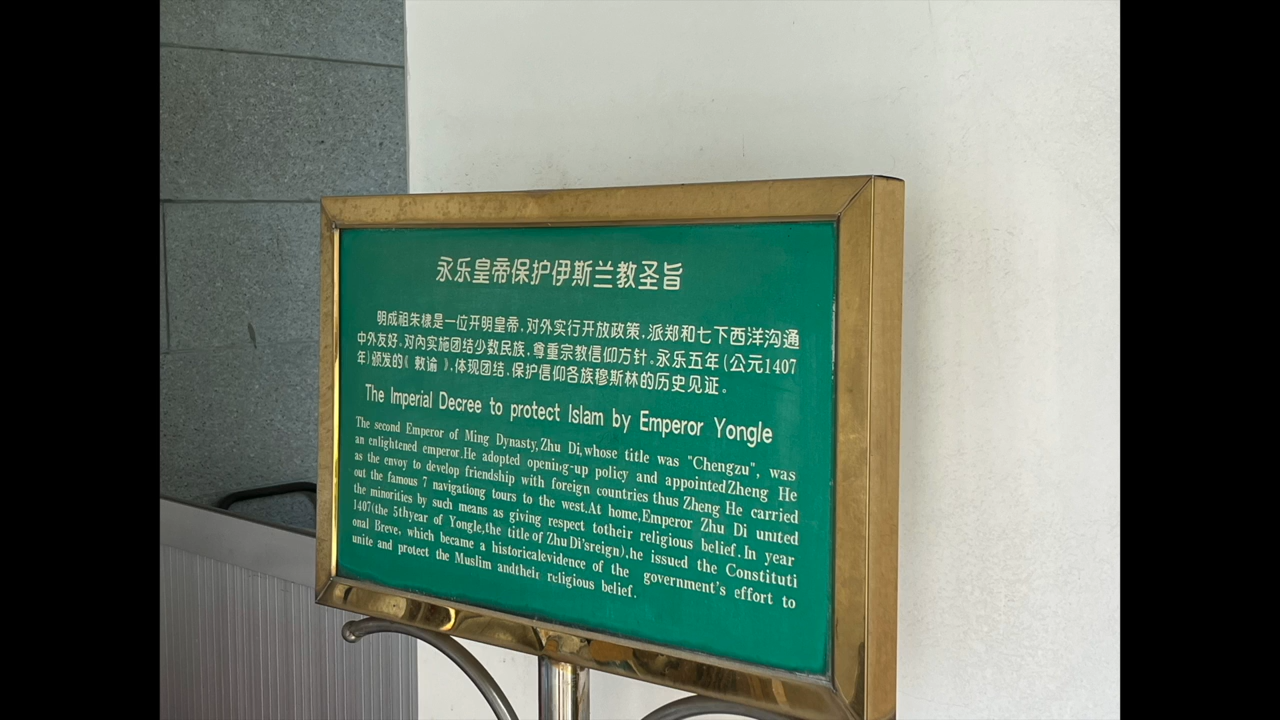 永乐皇帝保护伊斯兰教圣旨
明成祖朱棣是一位开明皇帝,对外实行开放政策,派郑和七下西洋沟通
中外友好,对内实施团结少数民族,尊重宗教信仰方针。永乐五年(公元1407
年)颁发的《敕谕》,体现团结,保护信仰各族穆斯林的历史见证。
The Imperial Decree to protect Islam by Emperor Yongle
The second Emperor of Ming Dynasty,Zhu Di,whose title was "Chengzu", was
an enlightened emperor.He adopted opening-up policy and appointedZheng He
as the envoy to develop friendship with foreign countries thus Zheng He carried
out the famous 7 navigationg tours to the west.At home,Emperor Zhu Di united
the minorities by such means as giving respect totheir religious belief.In year
1407(the 5thyear of Yongle,the title of Zhu Di'sreign),he issued the Constituti
onal Breve, which became a historicalevidence of the government's effort to
unite and protect the Muslim andtheir religious belief.